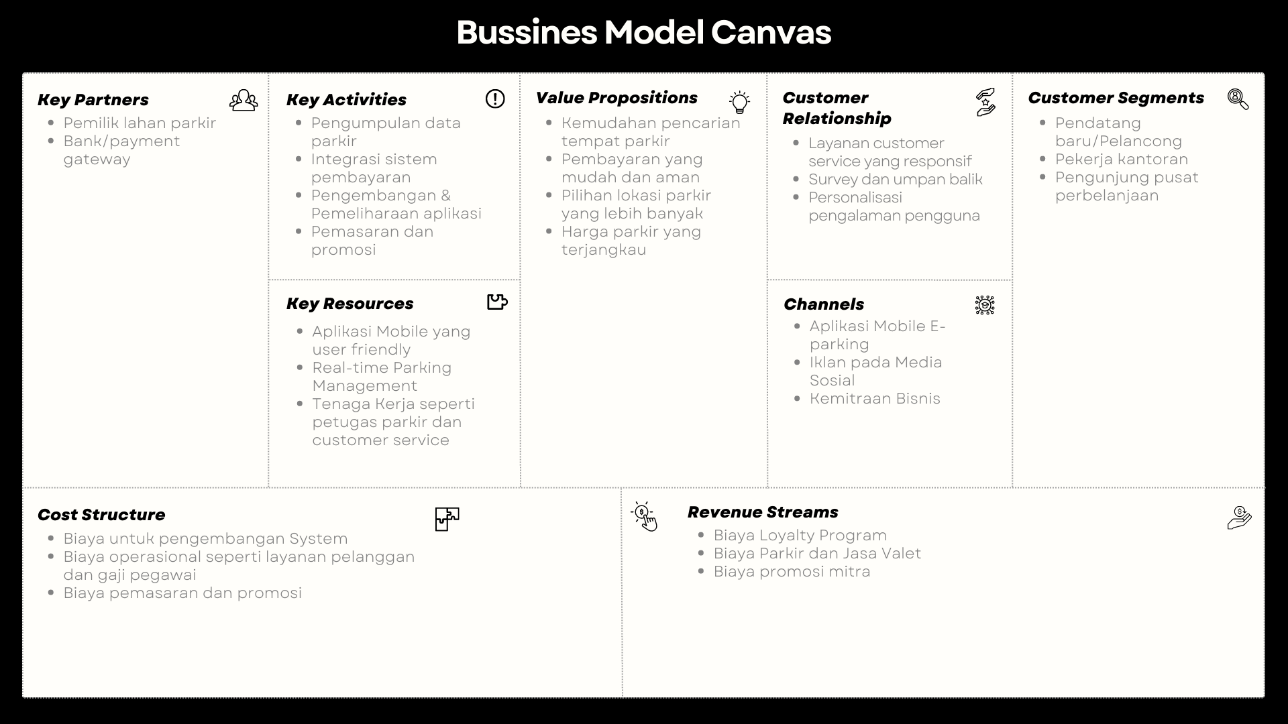 Bussines Model Canvas
Key Partners
Pemilik lahan parkir
Bank/payment
gateway
Key Activities
Pengumpulan data
parkir
Integrasi sistem
pembayaran
Pengembangan &
Pemeliharaan aplikasi
Pemasaran dan
promosi
Key Resources
Aplikasi Mobile yang
user friendly
Real-time Parking
Management
Tenaga Kerja seperti
petugas parkir dan
customer service
Value Propositions
Kemudahan pencarian
tempat parkir
Pembayaran yang
mudah dan aman
Pilihan lokasi parkir
yang lebih banyak
Harga parkir yang
terjangkau
Customer
Relationship
Layanan customer
service yang responsif
Survey dan umpan balik
Personalisasi
pengalaman pengguna
Channels
Aplikasi Mobile E-
parking
Iklan pada Media
Sosial
Kemitraan Bisnis
Customer Segments
Pendatang
baru/Pelancong
Pekerja kantoran
Pengunjung pusat
perbelanjaan
Cost Structure
Biaya untuk pengembangan System
Biaya operasional seperti layanan pelanggan
dan gaji pegawai
Biaya pemasaran dan promosi
Revenue Streams
Biaya Loyalty Program
Biaya Parkir dan Jasa Valet
Biaya promosi mitra